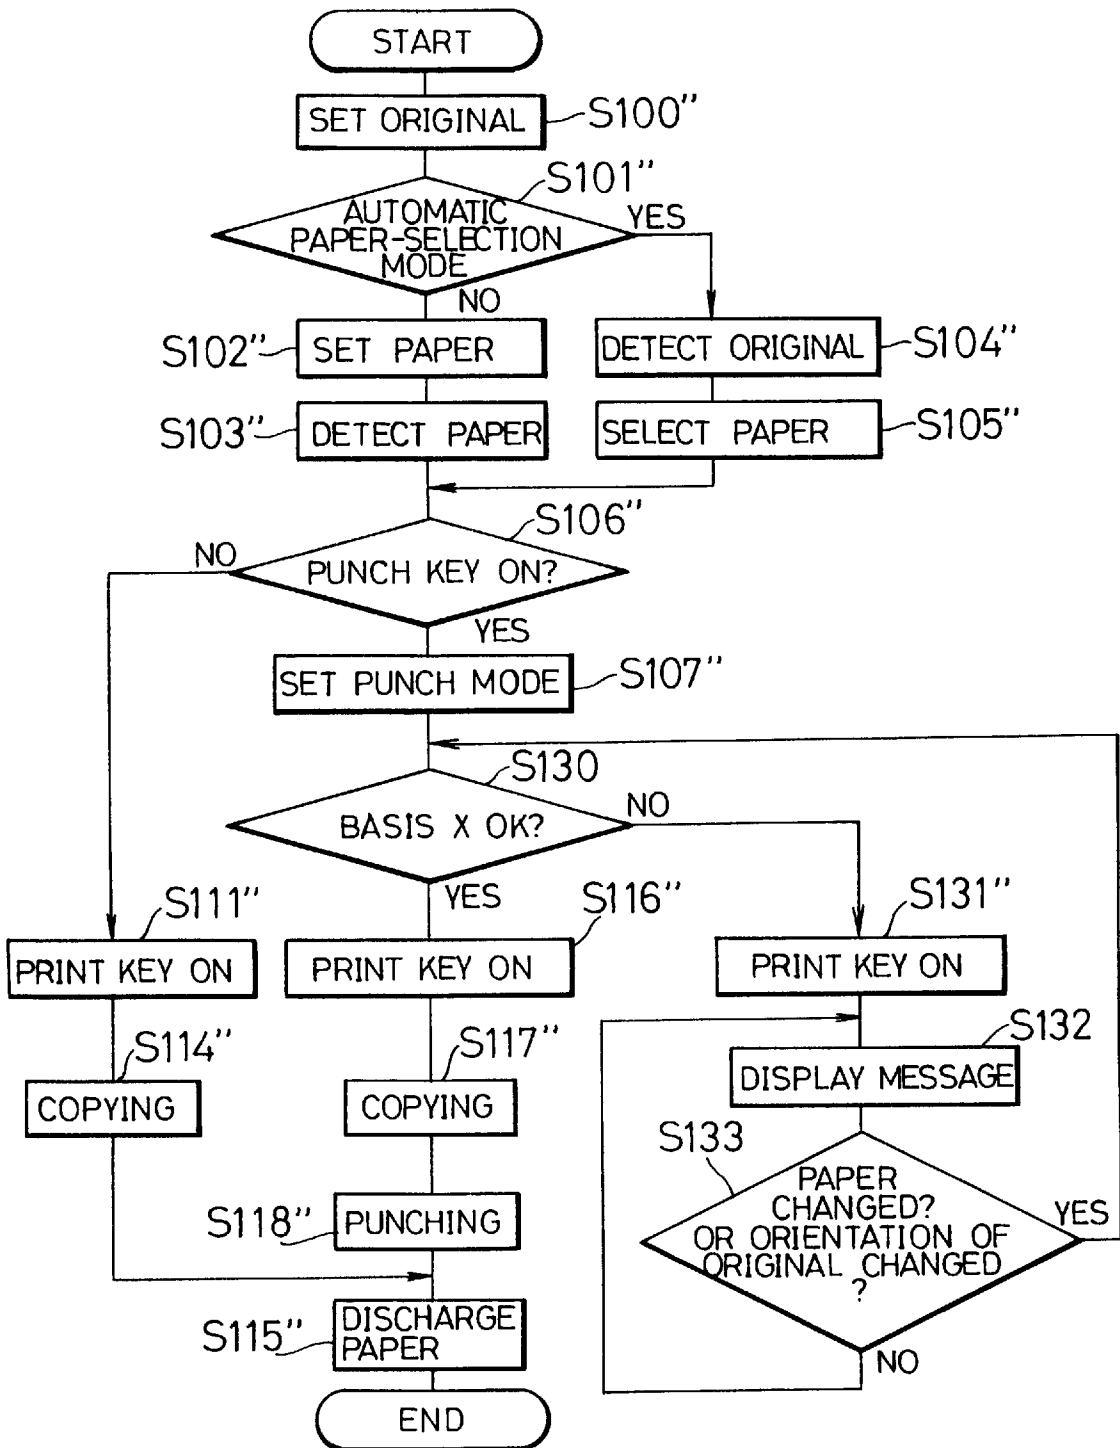 START
SET ORIGINAL
S100"
S101"
AUTOMATIC
PAPER-SELECTION
MODE
YES
NO
S102"
SET PAPER
DETECT ORIGINAL
S104"
S103"
DETECT PAPER
SELECT PAPER
S105"
S106"
NO
PUNCH KEY ON?
YES
SET PUNCH MODE
S107"
S130
BASIS X OK?
NO
YES
S111"
S116"
S131"
PRINT KEY ON
PRINT KEY ON
PRINT KEY ON
S114"
S117"
S132
COPYING
COPYING
DISPLAY MESSAGE
S133
PAPER
CHANGED?
OR ORIENTATION OF
ORIGINAL CHANGED
?
YES
NO
S118"
PUNCHING
S115"
DISCHARGE
PAPER
END